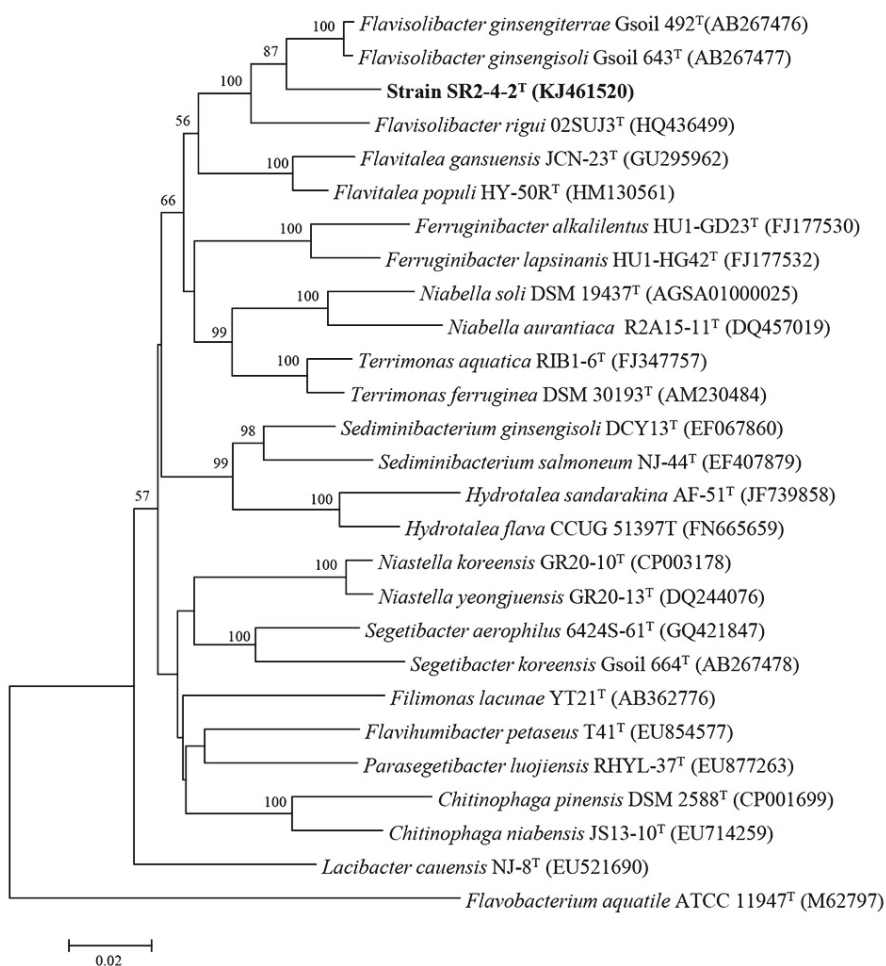 100 Flavisolibacter ginsengiterrae Gsoil 492ᵀ(AB267476)
87 Flavisolibacter ginsengisoli Gsoil 643ᵀ (AB267477)
100 Strain SR2-4-2ᵀ (KJ461520)
56 Flavisolibacter rigui 02SUJ3ᵀ (HQ436499)
100 Flavitalea gansuensis JCN-23ᵀ (GU295962)
66 Flavitalea populi HY-50Rᵀ (HM130561)
100 Ferruginibacter alkalilentus HU1-GD23ᵀ (FJ177530)
Ferruginibacter lapsinanis HU1-HG42ᵀ (FJ177532)
100 Niabella soli DSM 19437ᵀ (AGSA01000025)
99 Niabella aurantiaca R2A15-11ᵀ (DQ457019)
100 Terrimonas aquatica RIB1-6ᵀ (FJ347757)
Terrimonas ferruginea DSM 30193ᵀ (AM230484)
98 Sediminibacterium ginsengisoli DCY13ᵀ (EF067860)
99 Sediminibacterium salmoneum NJ-44ᵀ (EF407879)
57 100 Hydrotalea sandarakina AF-51ᵀ (JF739858)
Hydrotalea flava CCUG 51397T (FN665659)
100 Niastella koreensis GR20-10ᵀ (CP003178)
Niastella yeongjuensis GR20-13ᵀ (DQ244076)
100 Segetibacter aerophilus 6424S-61ᵀ (GQ421847)
Segetibacter koreensis Gsoil 664ᵀ (AB267478)
Filimonas lacunae YT21ᵀ (AB362776)
Flavihumibacter petaseus T41ᵀ (EU854577)
Parasegetibacter luojiensis RHYL-37ᵀ (EU877263)
100 Chitinophaga pinensis DSM 2588ᵀ (CP001699)
Chitinophaga niabensis JS13-10ᵀ (EU714259)
Lacibacter cauensis NJ-8ᵀ (EU521690)
Flavobacterium aquatile ATCC 11947ᵀ (M62797)
0.02